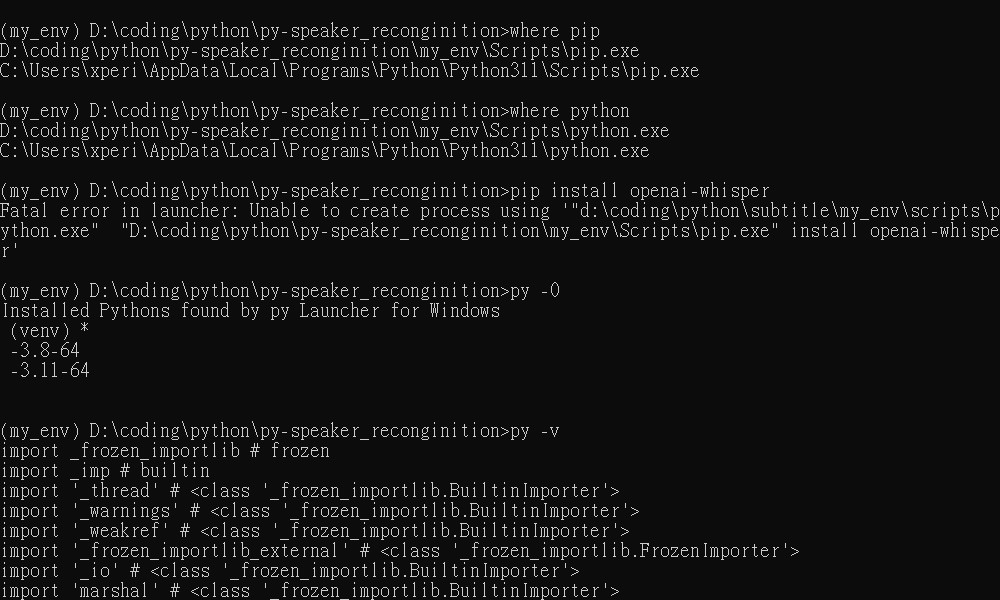 (my_env) D:\coding\python\py-speaker_reconginition>where pip
D:\coding\python\py-speaker_reconginition\my_env\Scripts\pip.exe
C:\Users\xperi\AppData\Local\Programs\Python\Python311\Scripts\pip.exe
(my_env) D:\coding\python\py-speaker_reconginition>where python
D:\coding\python\py-speaker_reconginition\my_env\Scripts\python.exe
C:\Users\xperi\AppData\Local\Programs\Python\Python311\python.exe
(my_env) D:\coding\python\py-speaker_reconginition>pip install openai-whisper
Fatal error in launcher: Unable to create process using '"d:\coding\python\subtitle\my_env\scripts\p
ython.exe"  "D:\coding\python\py-speaker_reconginition\my_env\Scripts\pip.exe" install openai-whispe
r'
(my_env) D:\coding\python\py-speaker_reconginition>py -0
Installed Pythons found by py Launcher for Windows
(venv) *
-3.8-64
-3.11-64
(my_env) D:\coding\python\py-speaker_reconginition>py -v
import _frozen_importlib # frozen
import _imp # builtin
import '_thread' # <class '_frozen_importlib.BuiltinImporter'>
import '_warnings' # <class '_frozen_importlib.BuiltinImporter'>
import '_weakref' # <class '_frozen_importlib.BuiltinImporter'>
import '_frozen_importlib_external' # <class '_frozen_importlib.FrozenImporter'>
import '_io' # <class '_frozen_importlib.BuiltinImporter'>
import 'marshal' # <class '_frozen_importlib.BuiltinImporter'>